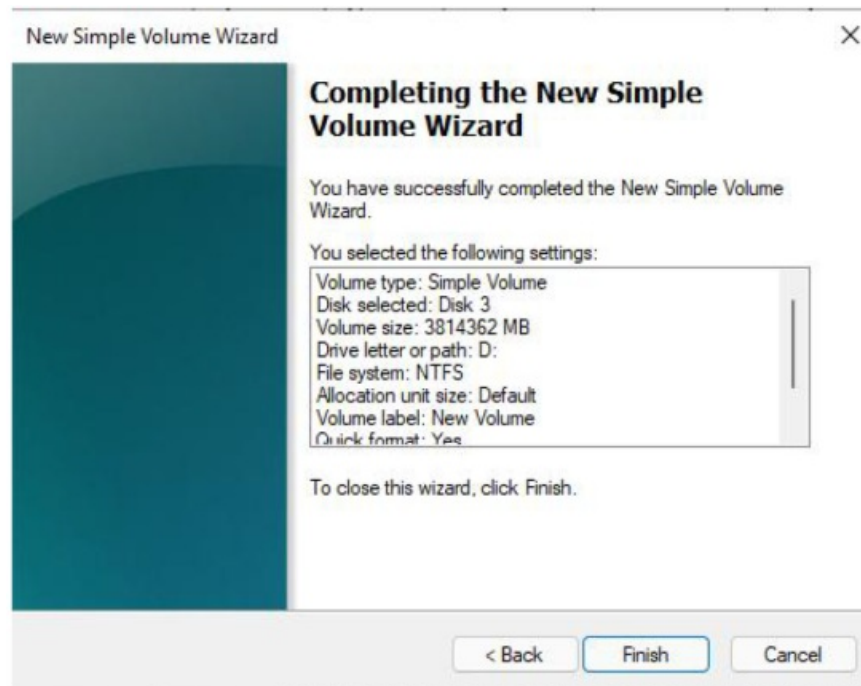 New Simple Volume Wizard
Completing the New Simple
Volume Wizard
You have successfully completed the New Simple Volume
Wizard.
You selected the following settings:
Volume type: Simple Volume
Disk selected: Disk 3
Volume size: 3814362 MB
Drive letter or path: D:
File system: NTFS
Allocation unit size: Default
Volume label: New Volume
Quick format: Yes
To close this wizard, click Finish.
< Back
Finish
Cancel